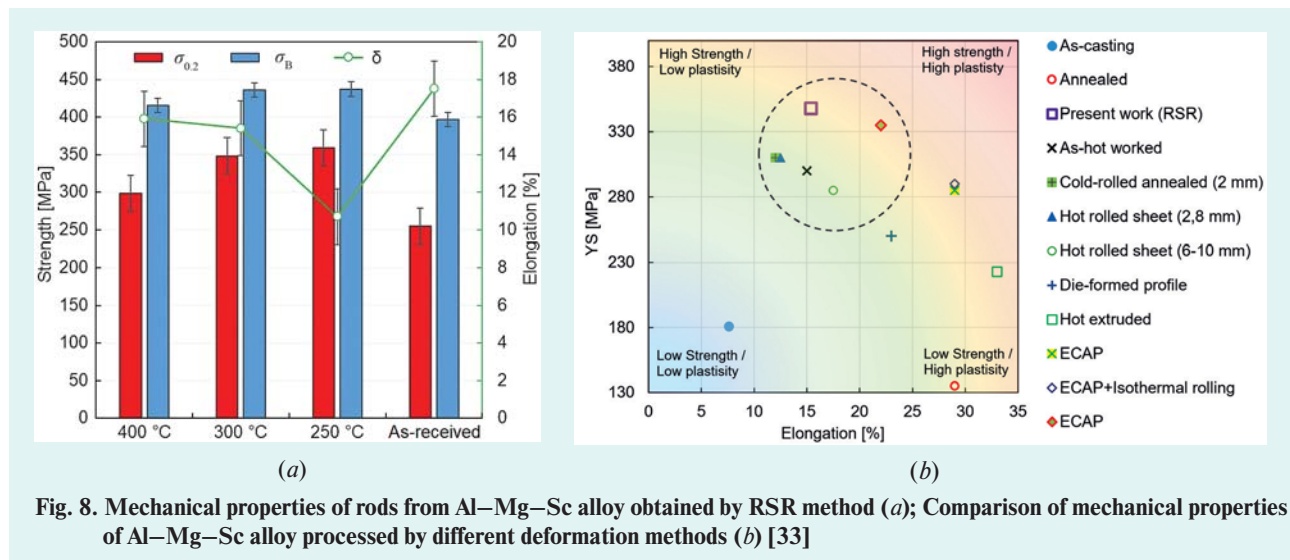 500
450
400
350
300
250
200
150
100
50
0
Strength [MPa]
σ0.2
σB
δ
20
18
16
14
12
10
8
6
4
2
0
Elongation [%]
400 °C 300 °C 250 °C As-received
(a)
380
330
280
230
180
130
YS [MPa]
High Strength /
Low plastisity
High strength /
High plastisty
Low Strength /
Low plastisity
Low Strength /
High plastisity
0 5 10 15 20 25 30 35
Elongation [%]
As-casting
Annealed
Present work (RSR)
As-hot worked
Cold-rolled annealed (2 mm)
Hot rolled sheet (2,8 mm)
Hot rolled sheet (6-10 mm)
Die-formed profile
Hot extruded
ECAP
ECAP+Isothermal rolling
ECAP
(b)
Fig. 8. Mechanical properties of rods from Al–Mg–Sc alloy obtained by RSR method (a); Comparison of mechanical properties
of Al–Mg–Sc alloy processed by different deformation methods (b) [33]